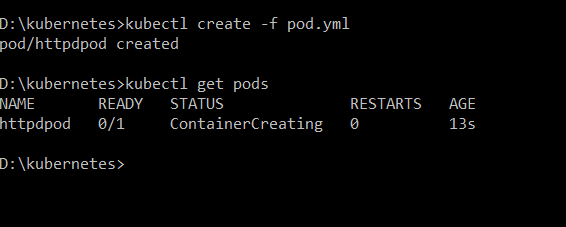 D:\kubernetes>kubectl create -f pod.yml
pod/httpdpod created
D:\kubernetes>kubectl get pods
NAME READY STATUS RESTARTS AGE
httpdpod 0/1 ContainerCreating 0 13s
D:\kubernetes>